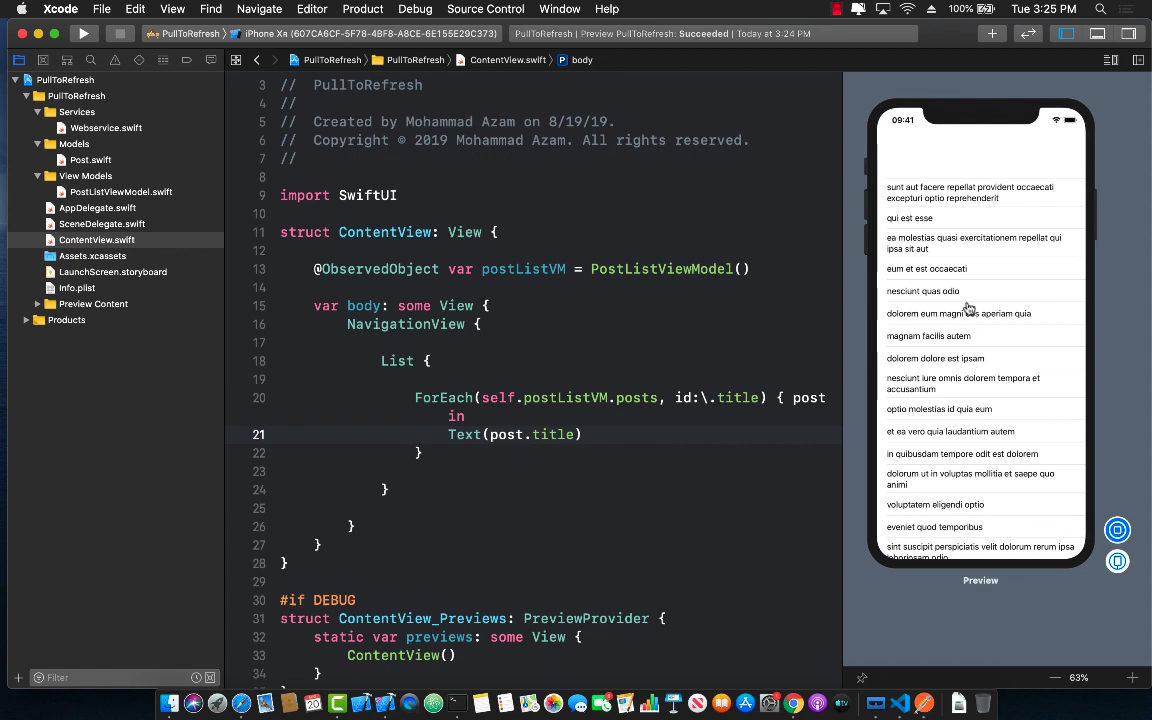 Xcode File Edit View Find Navigate Editor Product Debug Source Control Window Help 100% Tue 3:25 PM
PullToRefresh iPhone Xʀ (607CA6CF-5F78-4BF8-A8CE-6E155E29C373) PullToRefresh | Preview PullToRefresh: Succeeded | Today at 3:24 PM
PullToRefresh PullToRefresh ContentView.swift P body
PullToRefresh
PullToRefresh
Services
Webservice.swift
Models
Post.swift
View Models
PostListViewModel.swift
AppDelegate.swift
SceneDelegate.swift
ContentView.swift
Assets.xcassets
LaunchScreen.storyboard
Info.plist
Preview Content
Products
Filter
3 //  PullToRefresh
4 //
5 //  Created by Mohammad Azam on 8/19/19.
6 //  Copyright © 2019 Mohammad Azam. All rights reserved.
7 //
8
9 import SwiftUI
10
11 struct ContentView: View {
12
13 @ObservedObject var postListVM = PostListViewModel()
14
15 var body: some View {
16 NavigationView {
17
18 List {
19
20 ForEach(self.postListVM.posts, id:\.title) { post
in
21 Text(post.title)
22 }
23
24 }
25
26 }
27 }
28 }
29
30 #if DEBUG
31 struct ContentView_Previews: PreviewProvider {
32 static var previews: some View {
33 ContentView()
34 }
09:41
sunt aut facere repellat provident occaecati
excepturi optio reprehenderit
qui est esse
ea molestias quasi exercitationem repellat qui
ipsa sit aut
eum et est occaecati
nesciunt quas odio
dolorem eum magni aperiam quia
magnam facilis autem
dolorem dolore est ipsam
nesciunt iure omnis dolorem tempora et
accusantium
optio molestias id quia eum
et ea vero quia laudantium autem
in quibusdam tempore odit est dolorem
dolorum ut in voluptas mollitia et saepe quo
animi
voluptatem eligendi optio
eveniet quod temporibus
sint suscipit perspiciatis velit dolorum rerum ipsa
laboriosam odio
Preview
63%